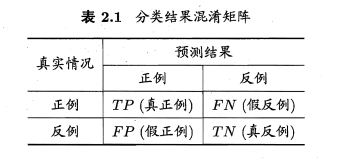 表 2.1 分类结果混淆矩阵
真实情况 预测结果
正例 反例
正例 TP (真正例) FN (假反例)
反例 FP (假正例) TN (真反例)